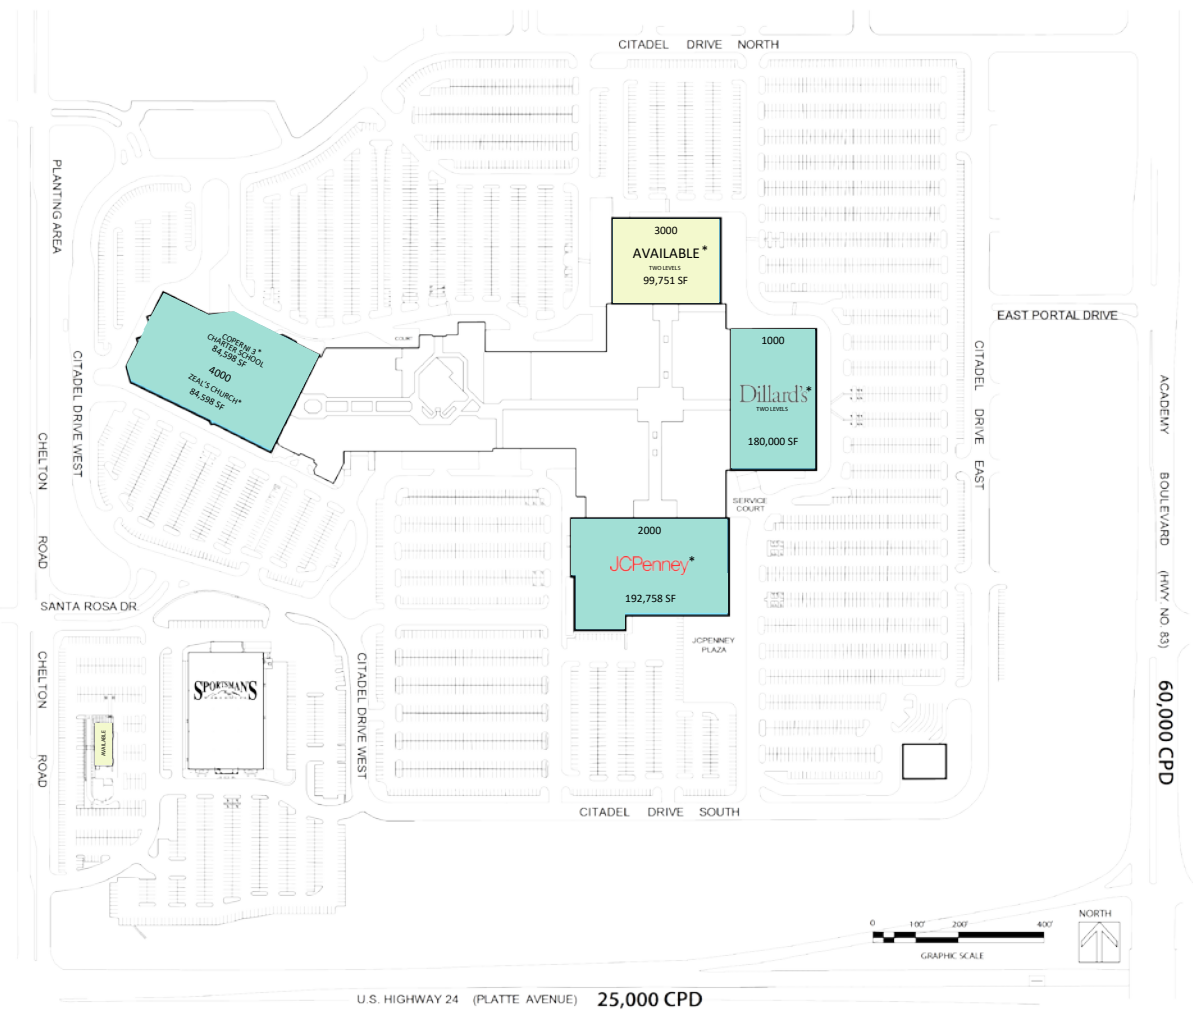 CITADEL DRIVE NORTH
PLANTING AREA
3000
AVAILABLE*
TWO LEVELS
99,751 SF
EAST PORTAL DRIVE
COPERNI 3*
CHARTER SCHOOL
84,598 SF
4000
ZEAL'S CHURCH*
84,598 SF
COURT
1000
Dillard's*
TWO LEVELS
180,000 SF
CITADEL DRIVE WEST
CITADEL DRIVE EAST
ACADEMY BOULEVARD (HWY. NO. 83)
CHELTON ROAD
SERVICE
COURT
2000
JCPenney*
192,758 SF
SANTA ROSA DR.
JCPENNEY
PLAZA
CHELTON ROAD
SPORTSMAN'S
CITADEL DRIVE WEST
AVAILABLE
60,000 CPD
CITADEL DRIVE SOUTH
0 100' 200' 400'
GRAPHIC SCALE
NORTH
U.S. HIGHWAY 24 (PLATTE AVENUE) 25,000 CPD